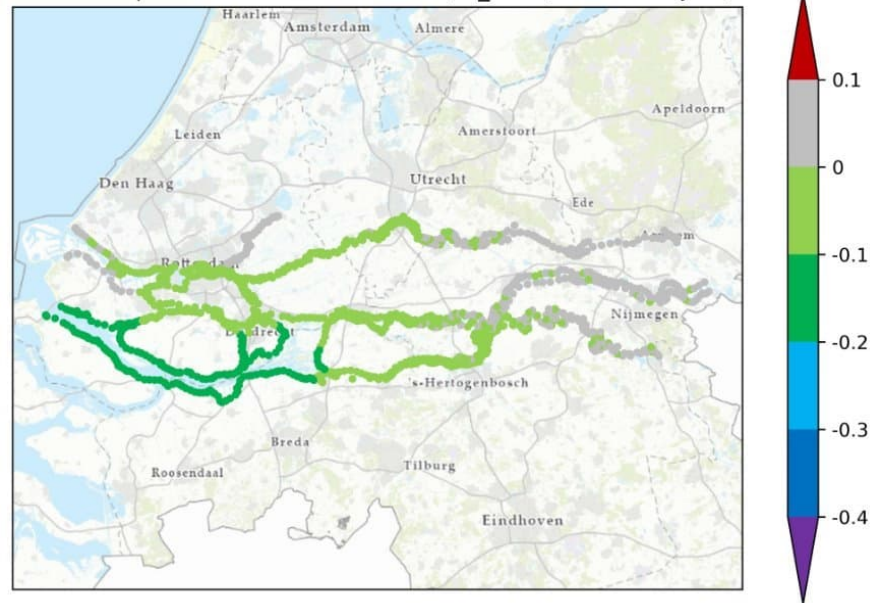 Haarlem
Amsterdam
Almere
Apeldoorn
Leiden
Amersfoort
Den Haag
Utrecht
Ede
Nijmegen
's-Hertogenbosch
Breda
Roosendaal
Tilburg
Eindhoven
0.1
0
-0.1
-0.2
-0.3
-0.4